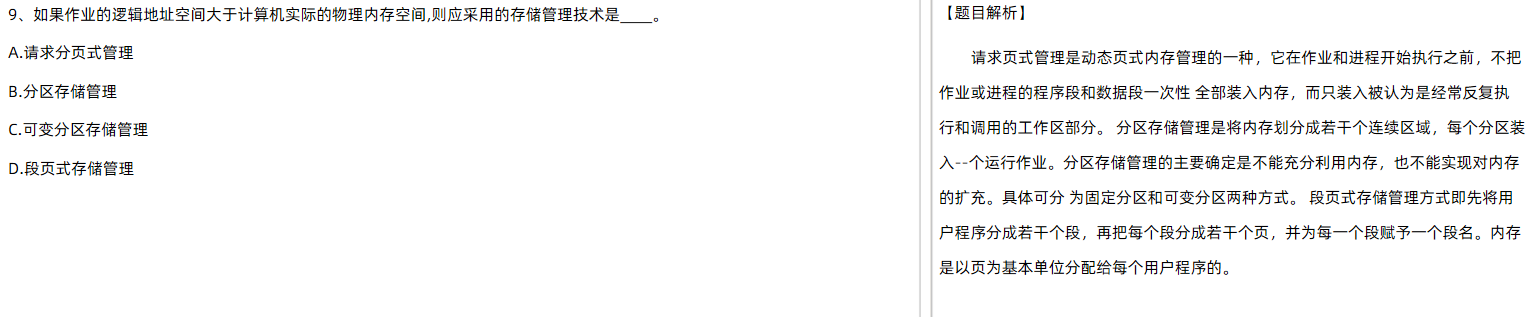 9、如果作业的逻辑地址空间大于计算机实际的物理内存空间,则应采用的存储管理技术是____。
A.请求分页式管理
B.分区存储管理
C.可变分区存储管理
D.段页式存储管理
【题目解析】
请求页式管理是动态页式内存管理的一种，它在作业和进程开始执行之前，不把
作业或进程的程序段和数据段一次性 全部装入内存，而只装入被认为是经常反复执
行和调用的工作区部分。 分区存储管理是将内存划分成若干个连续区域，每个分区装
入--个运行作业。分区存储管理的主要确定是不能充分利用内存，也不能实现对内存
的扩充。具体可分 为固定分区和可变分区两种方式。 段页式存储管理方式即先将用
户程序分成若干个段，再把每个段分成若干个页，并为每一个段赋予一个段名。内存
是以页为基本单位分配给每个用户程序的。